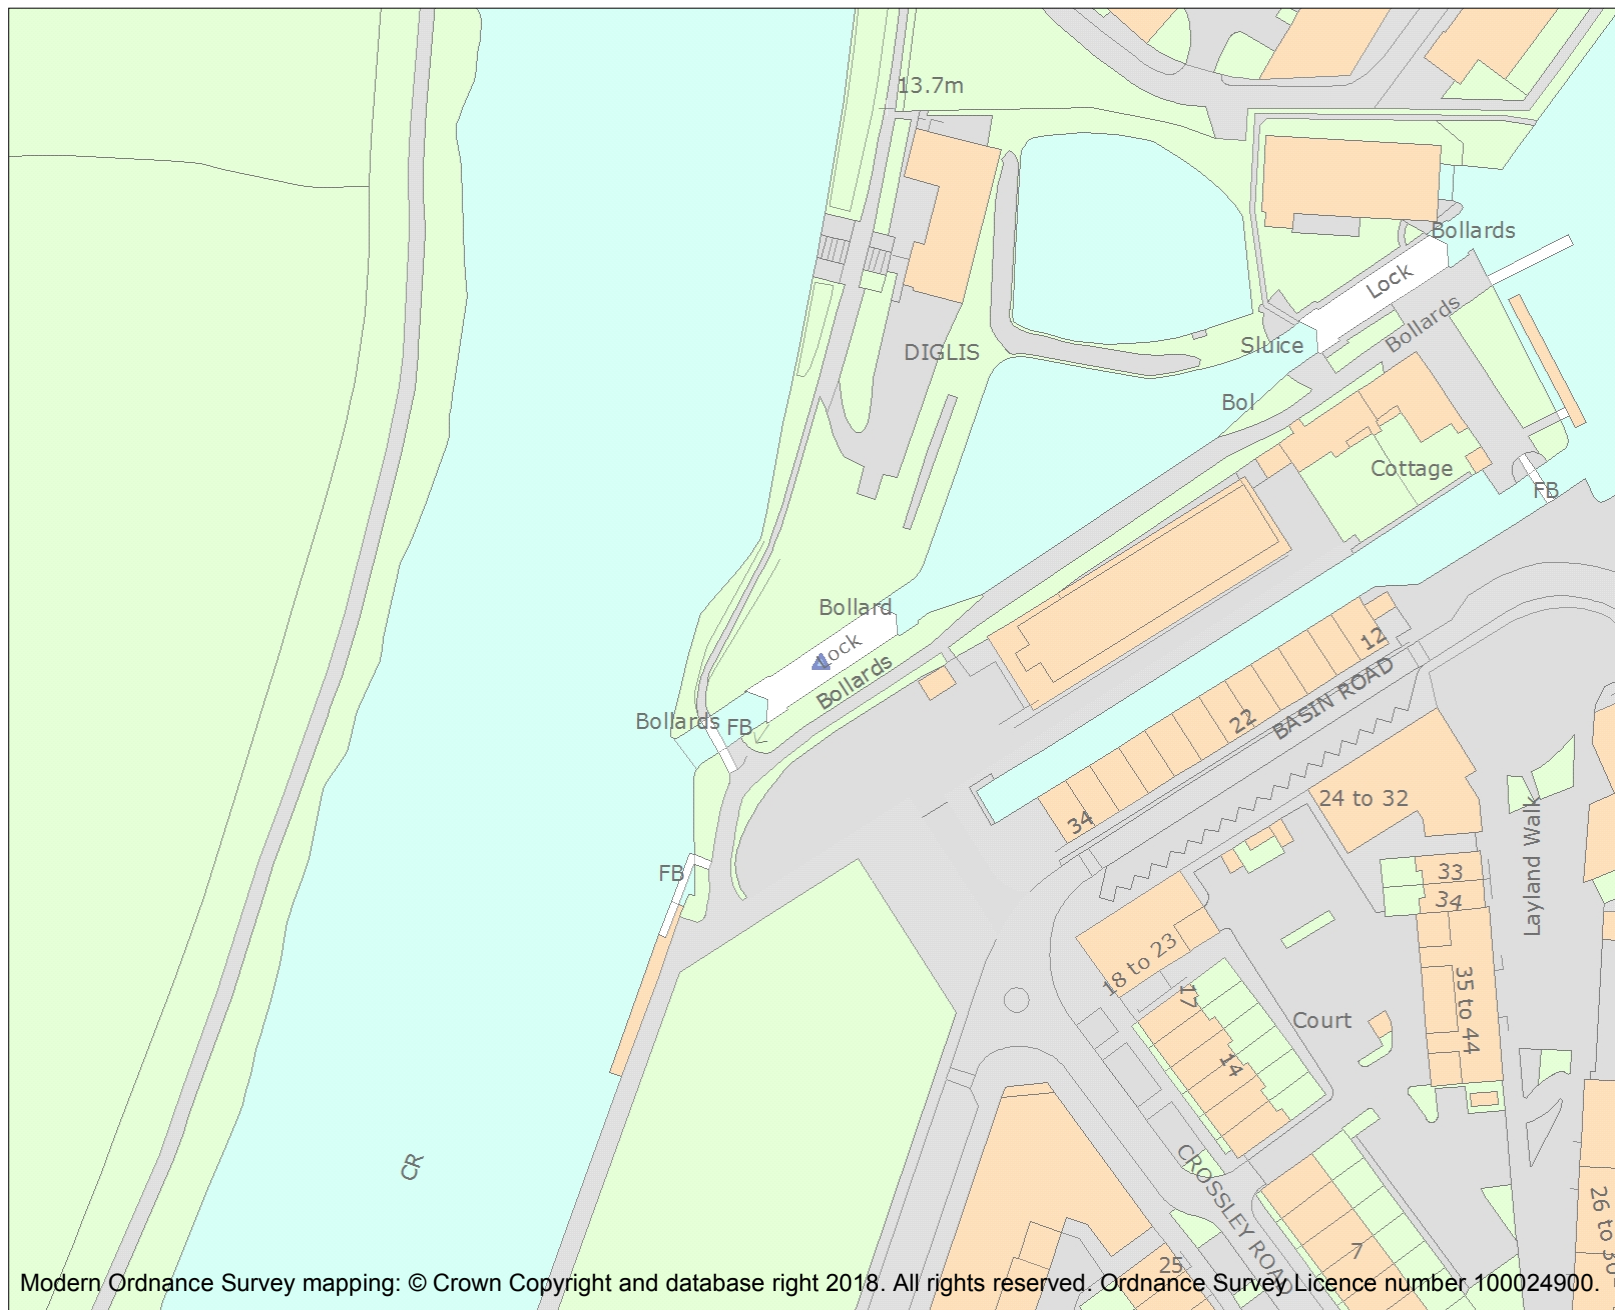 13.7m
Bollards
Lock
Bollards
Sluice
DIGLIS
Bol
Cottage
FB
Bollard
Lock
Bollards
12
BASIN ROAD
22
Bollards
FB
24 to 32
34
Layland Walk
FB
33
34
18 to 23
17
35 to 44
Court
14
CR
CROSSLEY ROAD
26 to
7
25
Modern Ordnance Survey mapping: © Crown Copyright and database right 2018. All rights reserved. Ordnance Survey Licence number 100024900.